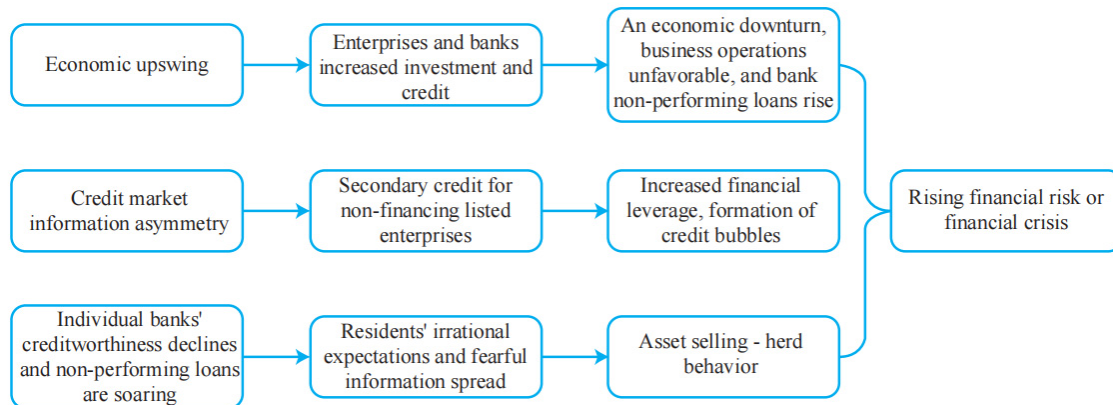 Economic upswing
Enterprises and banks
increased investment and
credit
An economic downturn,
business operations
unfavorable, and bank
non-performing loans rise
Credit market
information asymmetry
Secondary credit for
non-financing listed
enterprises
Increased financial
leverage, formation of
credit bubbles
Rising financial risk or
financial crisis
Individual banks'
creditworthiness declines
and non-performing loans
are soaring
Residents' irrational
expectations and fearful
information spread
Asset selling - herd
behavior